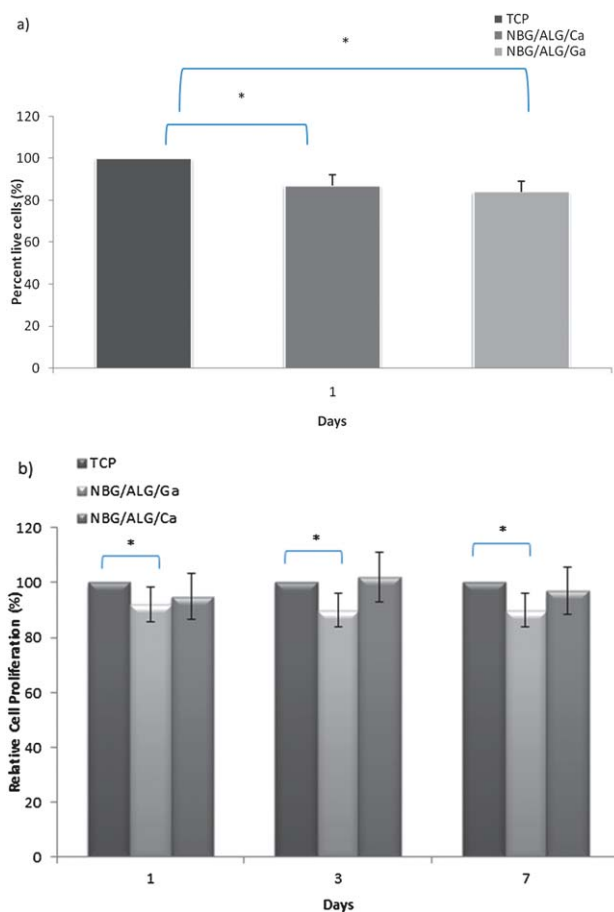 a)
TCP
NBG/ALG/Ca
NBG/ALG/Ga
*
*
Percent live cells (%)
120
100
80
60
40
20
0
1
Days
b)
TCP
NBG/ALG/Ga
NBG/ALG/Ca
*
*
*
Relative Cell Proliferation (%)
120
100
80
60
40
20
0
1
3
7
Days